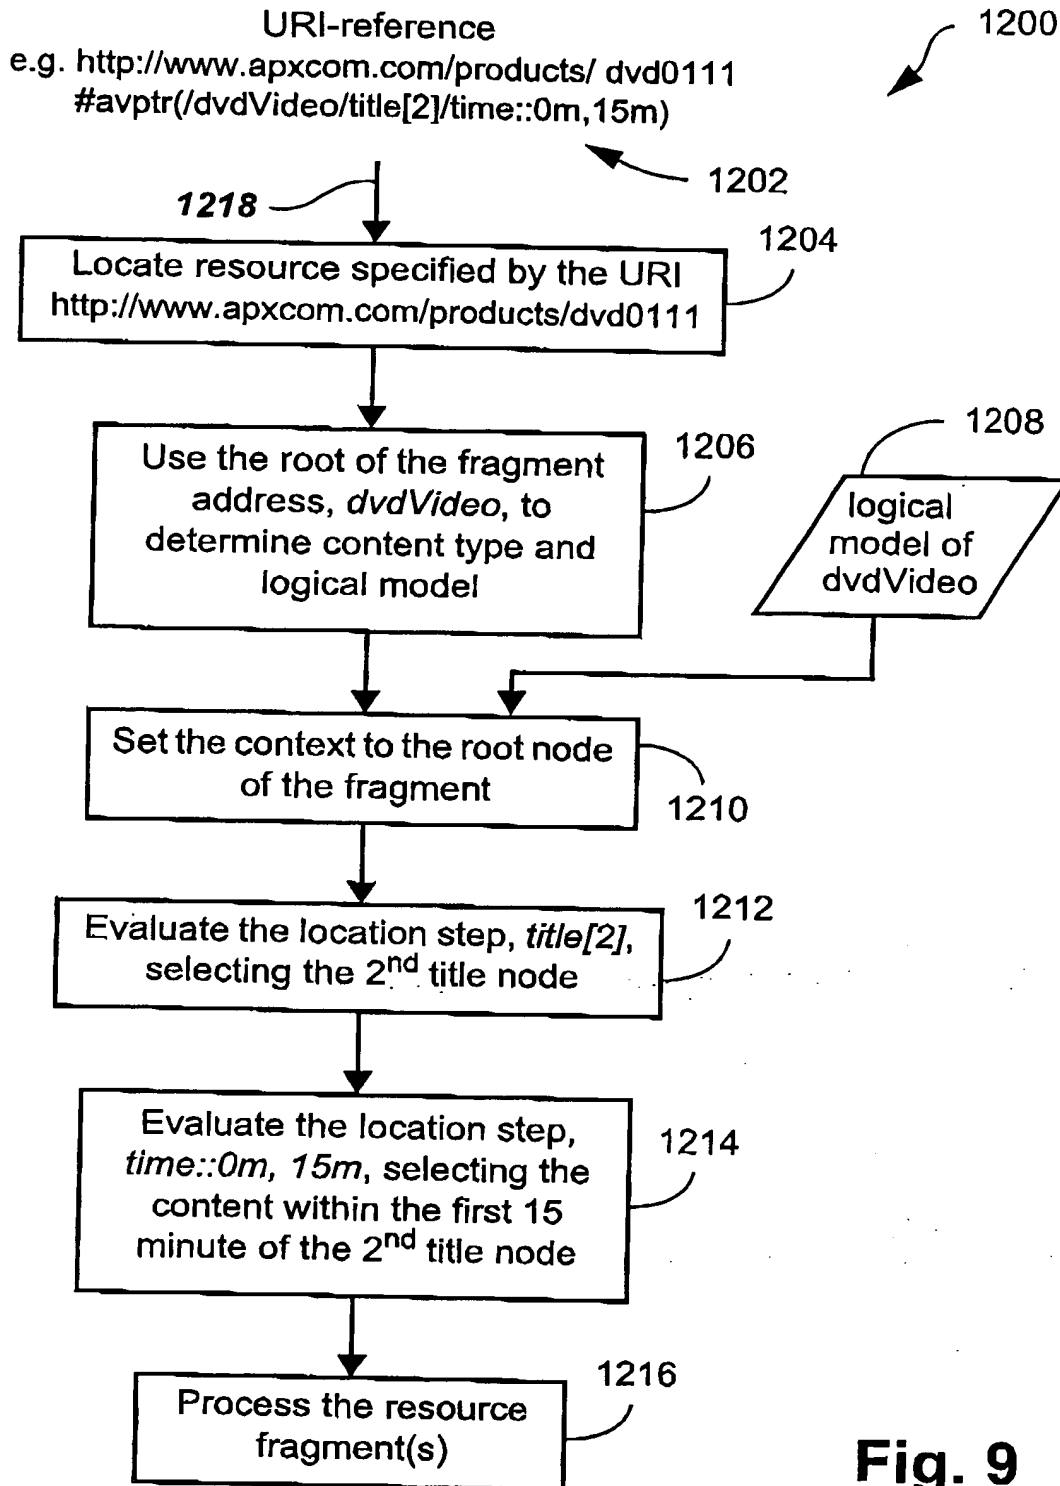 URI-reference
1200
e.g. http://www.apxcom.com/products/ dvd0111
#avptr(/dvdVideo/title[2]/time::0m,15m)
1202
1218
1204
Locate resource specified by the URI
http://www.apxcom.com/products/dvd0111
1206
1208
Use the root of the fragment
address, dvdVideo, to
determine content type and
logical model
logical
model of
dvdVideo
Set the context to the root node
of the fragment
1210
1212
Evaluate the location step, title[2],
selecting the 2nd title node
1214
Evaluate the location step,
time::0m, 15m, selecting the
content within the first 15
minute of the 2nd title node
1216
Process the resource
fragment(s)
Fig. 9